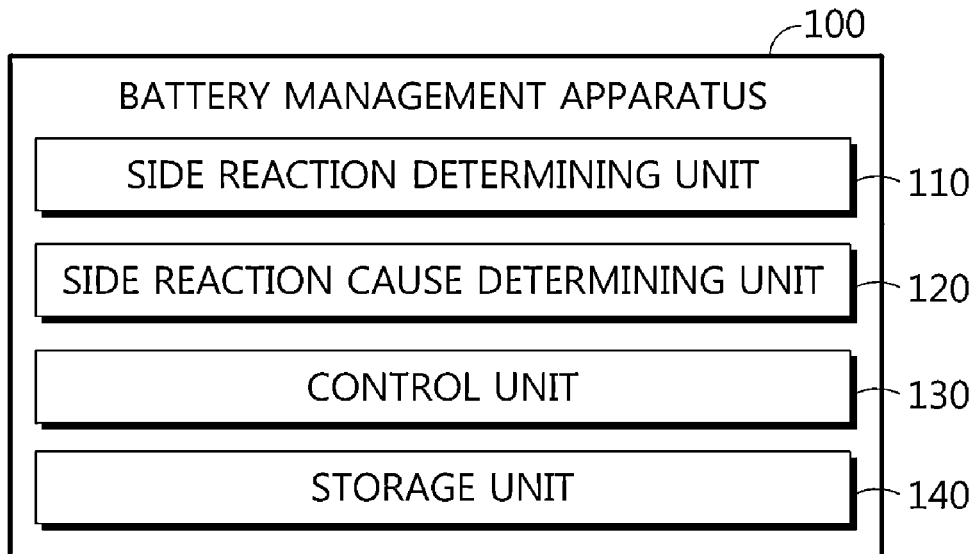 100
BATTERY MANAGEMENT APPARATUS
SIDE REACTION DETERMINING UNIT
110
SIDE REACTION CAUSE DETERMINING UNIT
120
CONTROL UNIT
130
STORAGE UNIT
140